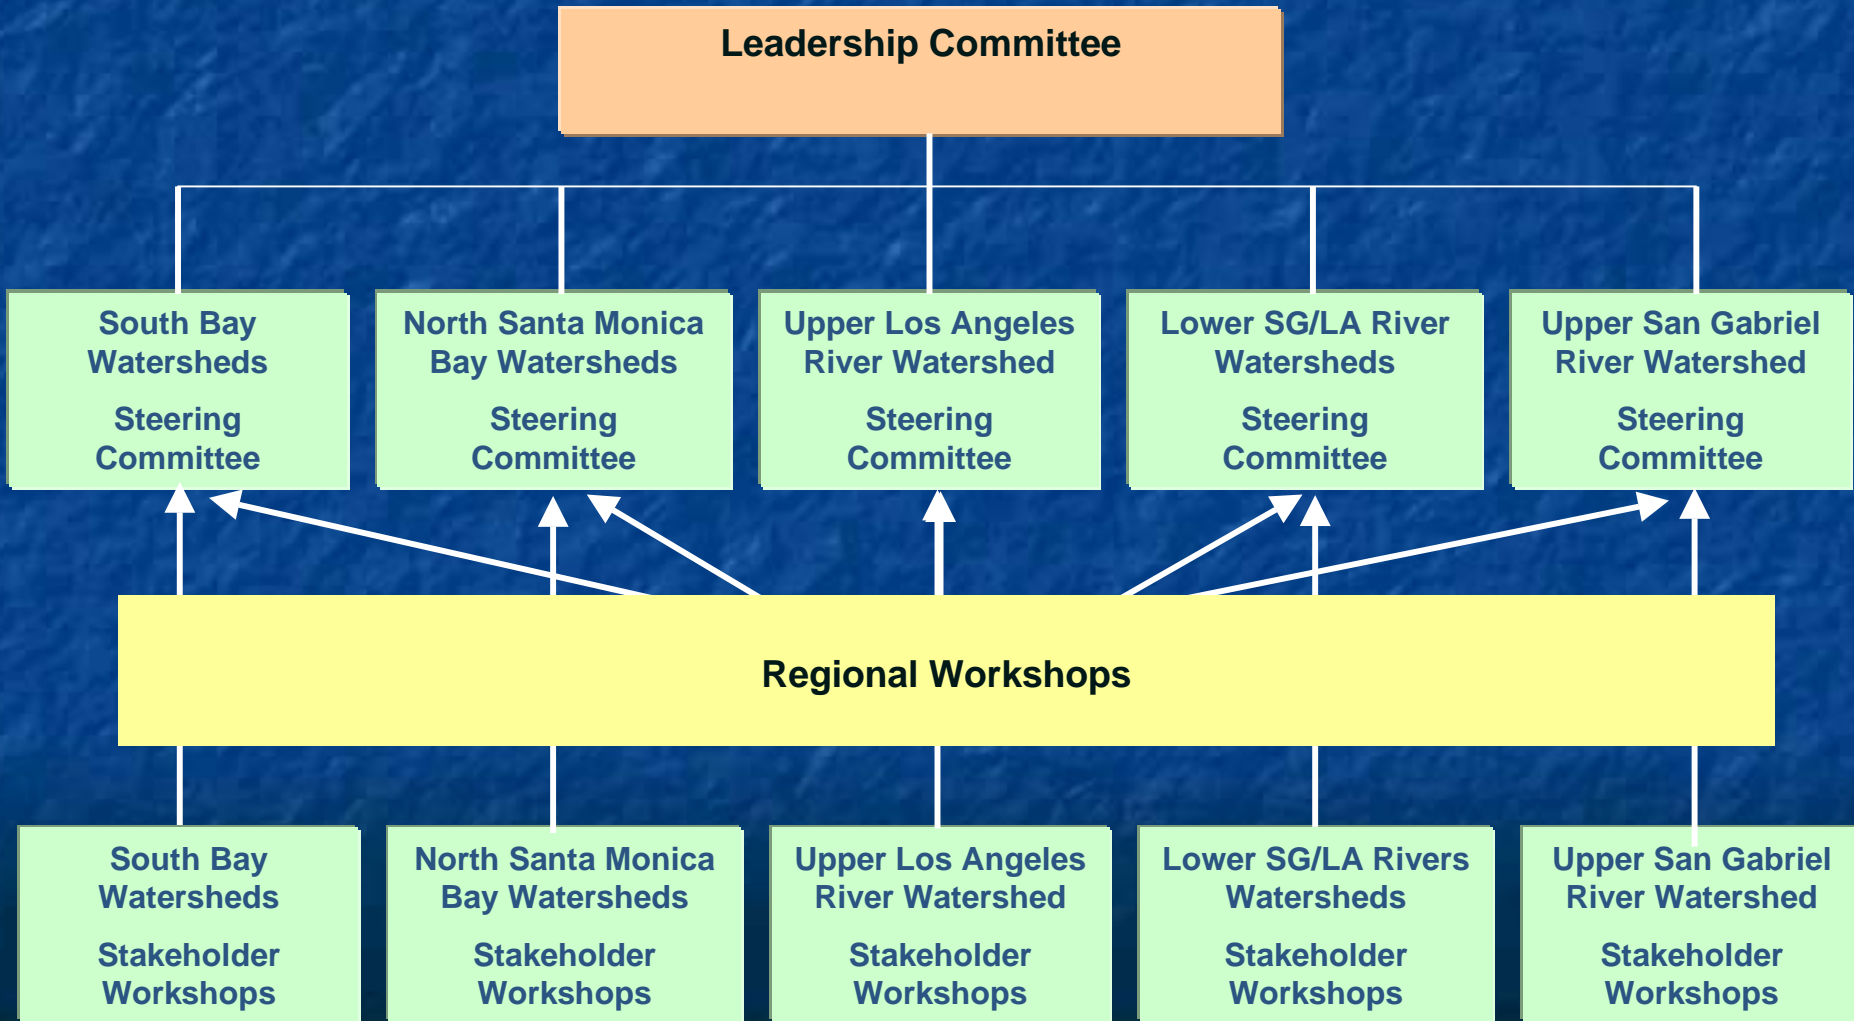 Leadership Committee
South Bay
Watersheds
Steering
Committee
North Santa Monica
Bay Watersheds
Steering
Committee
Upper Los Angeles
River Watershed
Steering
Committee
Lower SG/LA River
Watersheds
Steering
Committee
Upper San Gabriel
River Watershed
Steering
Committee
Regional Workshops
South Bay
Watersheds
Stakeholder
Workshops
North Santa Monica
Bay Watersheds
Stakeholder
Workshops
Upper Los Angeles
River Watershed
Stakeholder
Workshops
Lower SG/LA Rivers
Watersheds
Stakeholder
Workshops
Upper San Gabriel
River Watershed
Stakeholder
Workshops